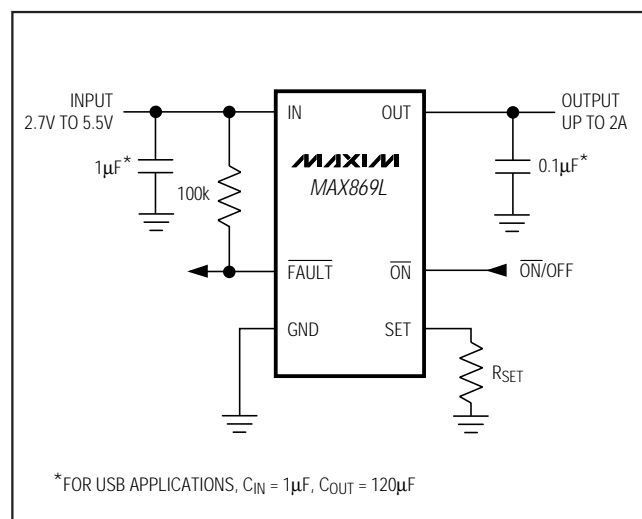 INPUT
2.7V TO 5.5V
IN
OUT
OUTPUT
UP TO 2A
1µF*
100k
MAXIM
MAX869L
0.1µF*
FAULT
ON
ON/OFF
GND
SET
RSET
*FOR USB APPLICATIONS, CIN = 1µF, COUT = 120µF